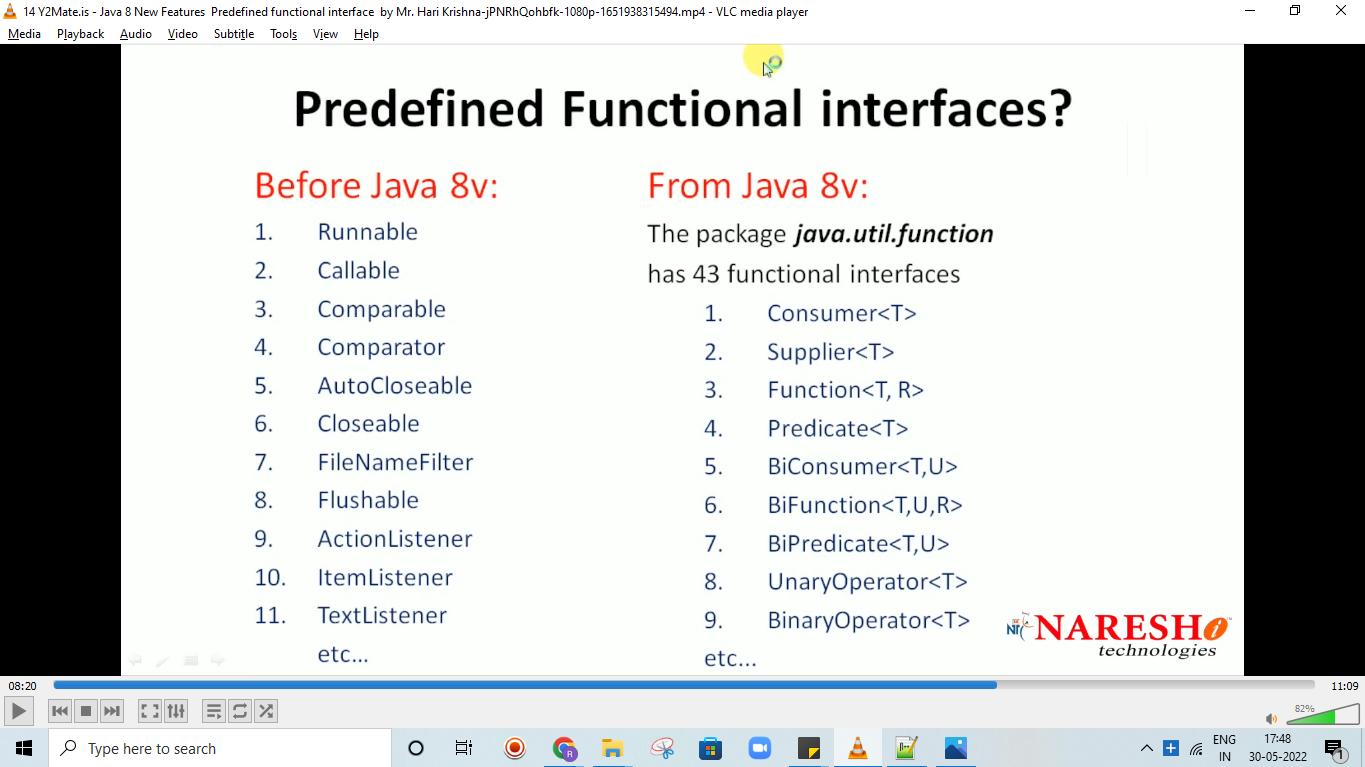 14 Y2Mate.is - Java 8 New Features  Predefined functional interface  by Mr. Hari Krishna-jPNRhQohbfk-1080p-1651938315494.mp4 - VLC media player
Media Playback Audio Video Subtitle Tools View Help
Predefined Functional interfaces?
Before Java 8v:
1. Runnable
2. Callable
3. Comparable
4. Comparator
5. AutoCloseable
6. Closeable
7. FileNameFilter
8. Flushable
9. ActionListener
10. ItemListener
11. TextListener
etc...
From Java 8v:
The package java.util.function
has 43 functional interfaces
1. Consumer<T>
2. Supplier<T>
3. Function<T, R>
4. Predicate<T>
5. BiConsumer<T,U>
6. BiFunction<T,U,R>
7. BiPredicate<T,U>
8. UnaryOperator<T>
9. BinaryOperator<T>
etc...
NARESH i
technologies
08:20
11:09
82%
Type here to search
ENG
IN
17:48
30-05-2022
1